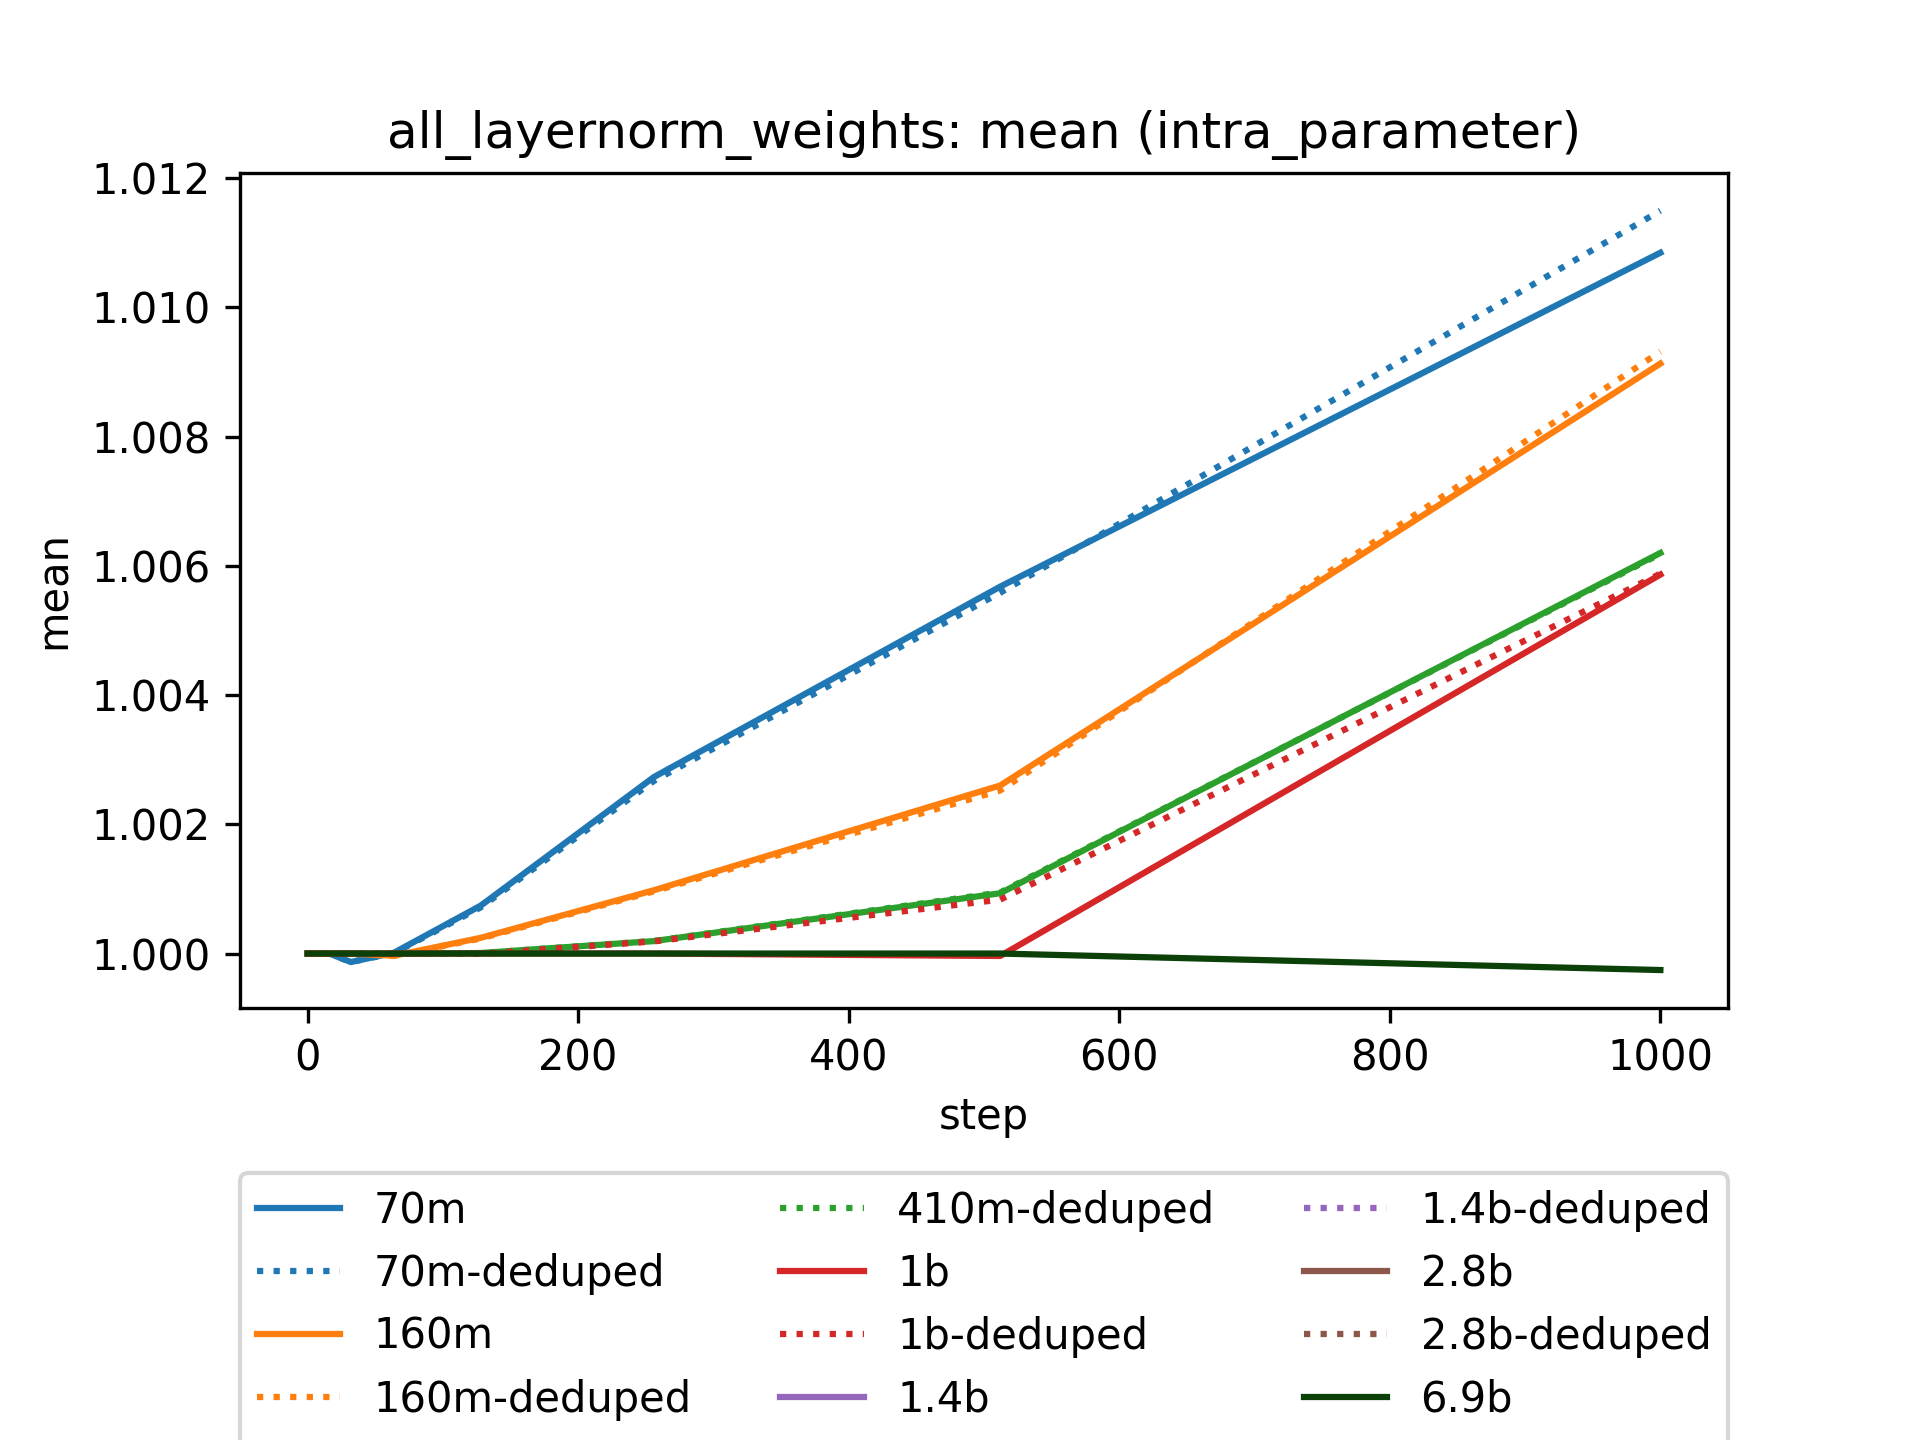 all_layernorm_weights: mean (intra_parameter)
1.012
1.010
1.008
1.006
1.004
1.002
1.000
mean
0 200 400 600 800 1000
step
70m 410m-deduped 1.4b-deduped
70m-deduped 1b 2.8b
160m 1b-deduped 2.8b-deduped
160m-deduped 1.4b 6.9b